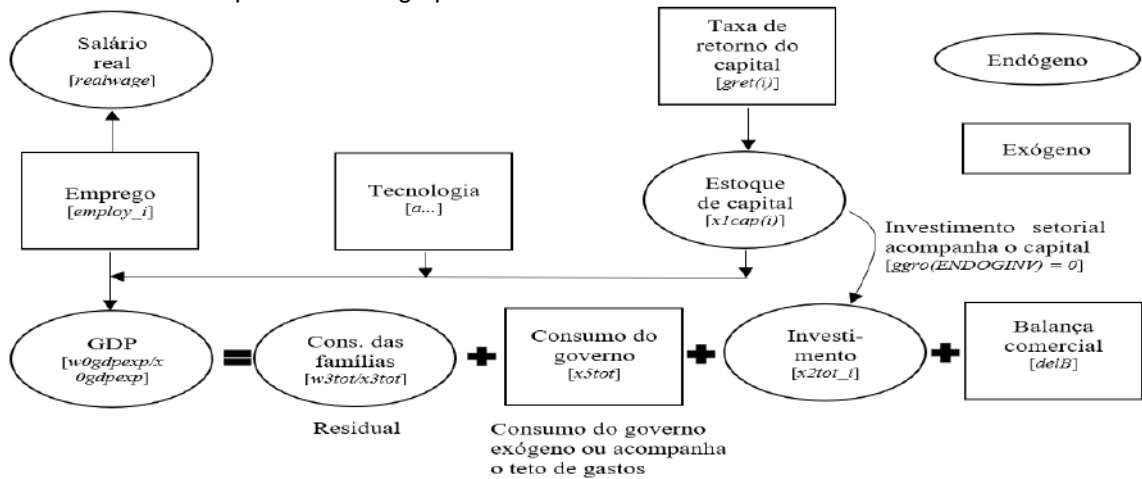 Salário
real
[realwage]
Taxa de
retorno do
capital
[gret(i)]
Endógeno
Exógeno
Emprego
[employ_i]
Tecnologia
[a...]
Estoque
de capital
[x1cap(i)]
Investimento setorial
acompanha o capital
[ggro(ENDOGINV) = 0]
GDP
[w0gdpexp/x
0gdpexp]
=
Cons. das
famílias
[w3tot/x3tot]
+
Consumo do
governo
[x5tot]
+
Investi-
mento
[x2tot_i]
+
Balança
comercial
[delB]
Residual
Consumo do governo
exógeno ou acompanha
o teto de gastos